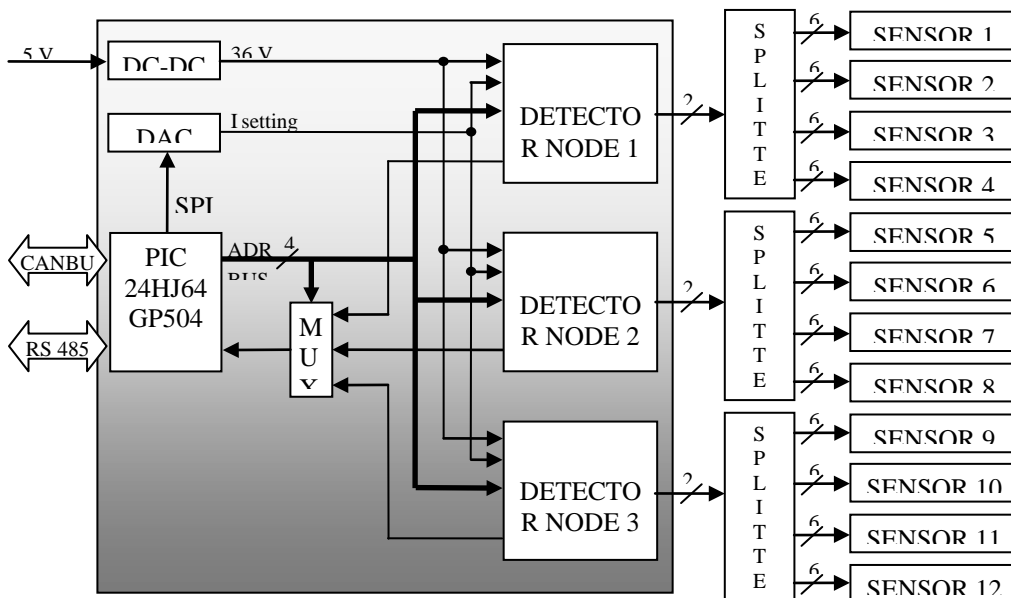 5 V
DC-DC
36 V
DAC
I setting
SPI
CANBU
RS 485
PIC
24HJ64
GP504
ADR
BUS
4
M
U
X
DETECTO
R NODE 1
DETECTO
R NODE 2
DETECTO
R NODE 3
2
2
2
S
P
L
I
T
T
E
S
P
L
I
T
T
E
S
P
L
I
T
T
E
6
SENSOR 1
6
SENSOR 2
6
SENSOR 3
6
SENSOR 4
6
SENSOR 5
6
SENSOR 6
6
SENSOR 7
6
SENSOR 8
6
SENSOR 9
6
SENSOR 10
6
SENSOR 11
6
SENSOR 12